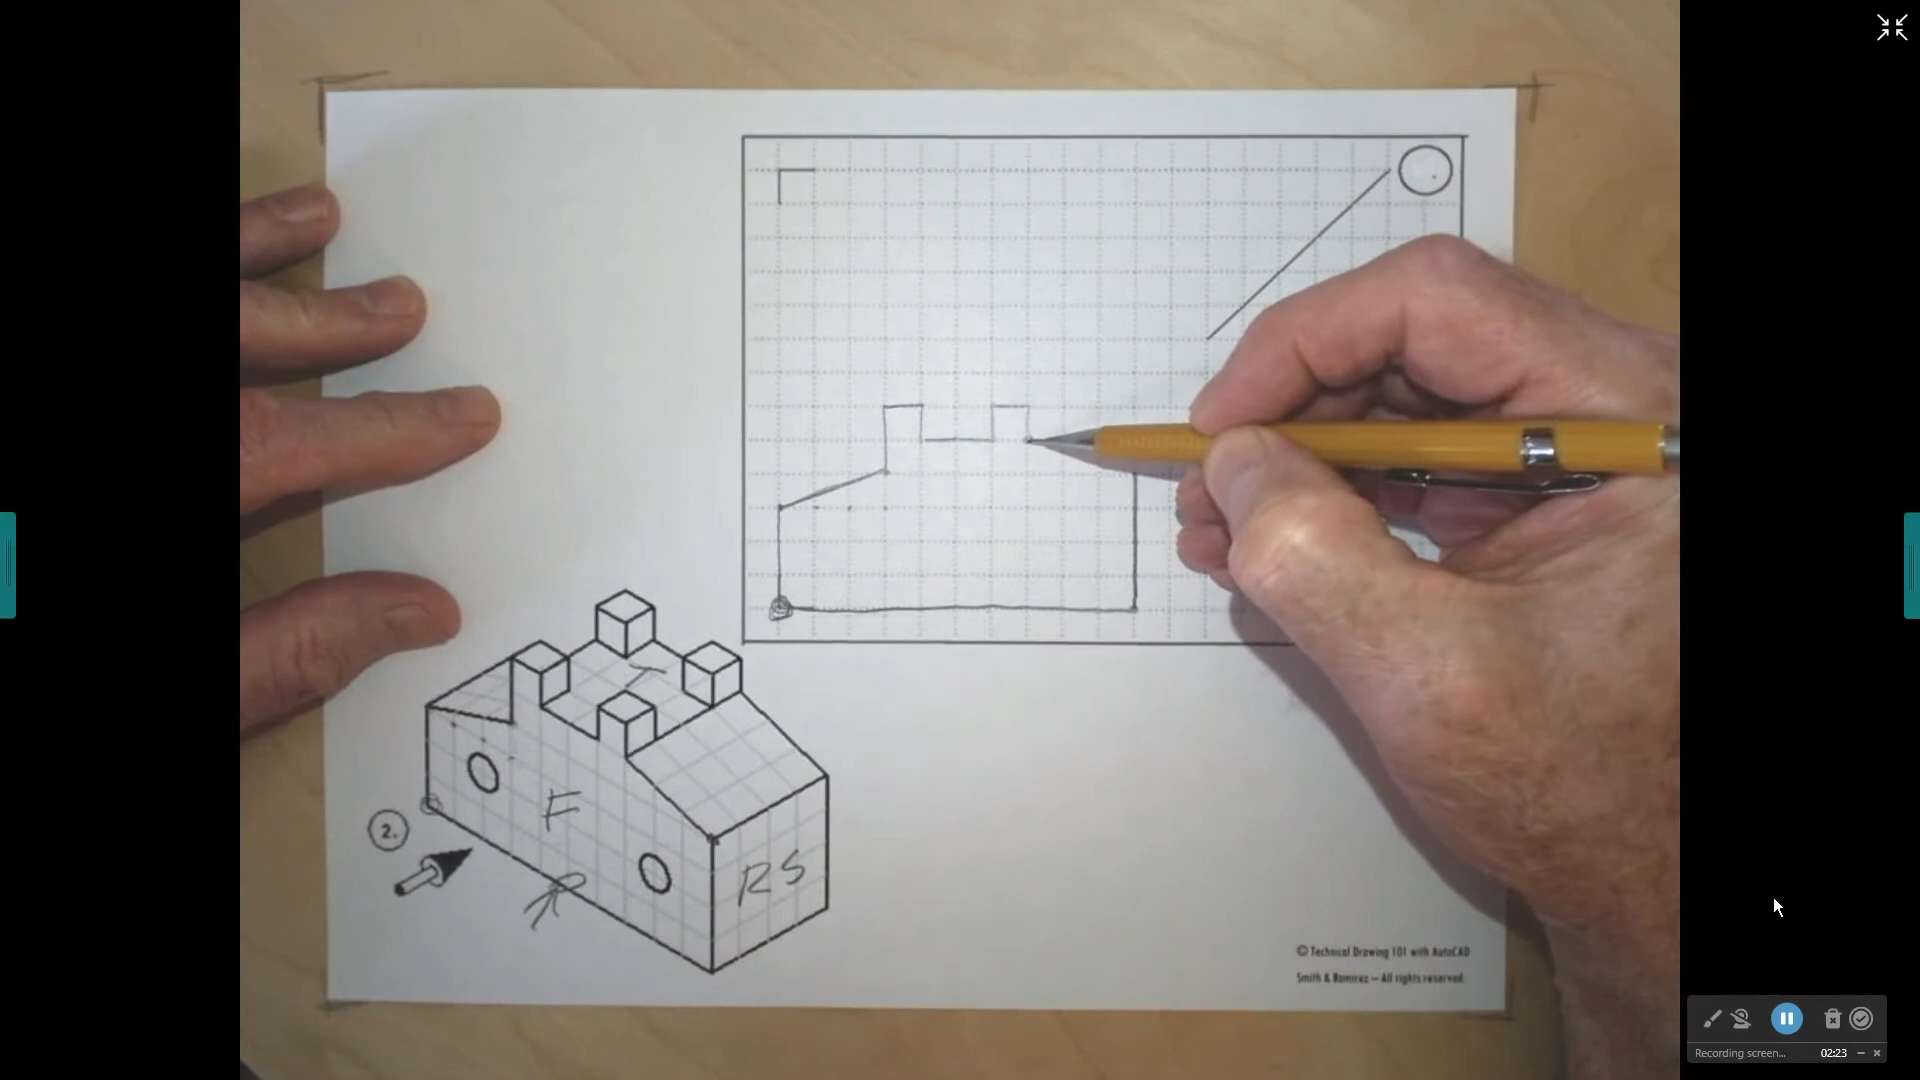 T
F
2.
RS
© Technical Drawing 101 with AutoCAD
Smith & Ramirez – All rights reserved.
Recording screen... 02:23